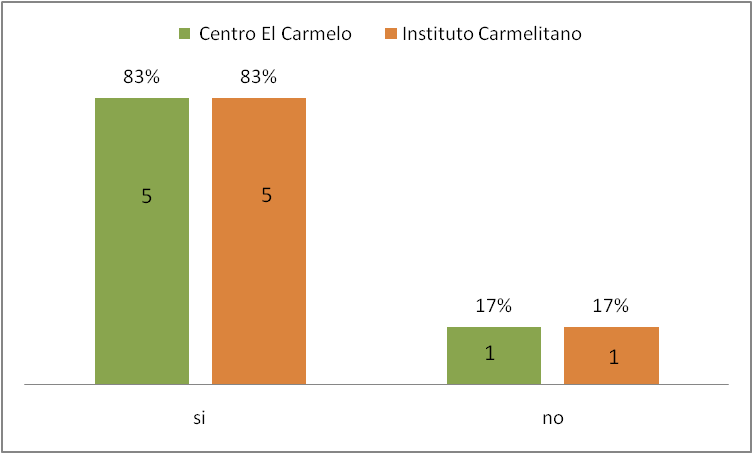 Centro El Carmelo Instituto Carmelitano
83% 83%
5 5
17% 17%
1 1
si no